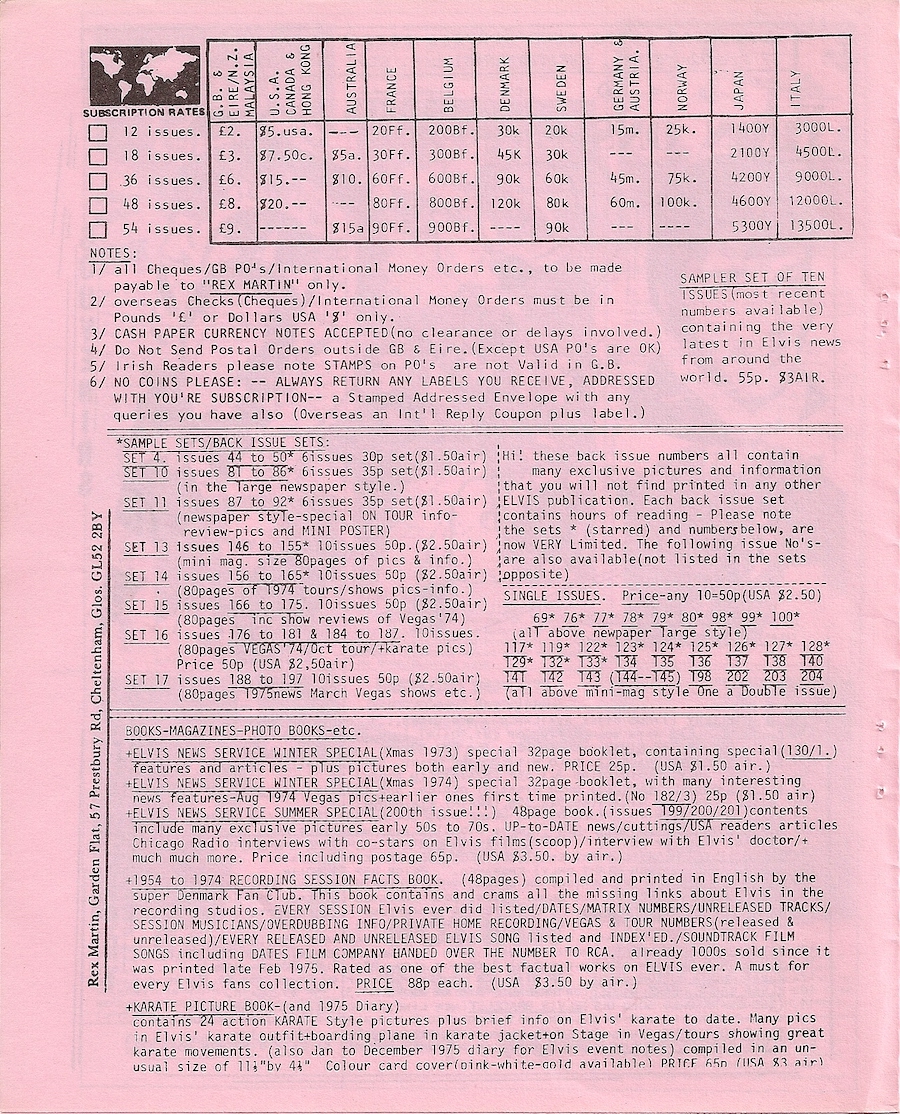 SUBSCRIPTION RATES
G.B. & EIRE/N.Z. MALAYSIA
U.S.A. CANADA & HONG KONG
AUSTRALIA
FRANCE
BELGIUM
DENMARK
SWEDEN
GERMANY & AUSTRIA.
NORWAY
JAPAN
ITALY
12 issues. £2. $5.usa. --- 20Ff. 200Bf. 30k 20k 15m. 25k. 1400Y 3000L.
18 issues. £3. $7.50c. $5a. 30Ff. 300Bf. 45K 30k --- --- 2100Y 4500L.
36 issues. £6. $15.-- $10. 60Ff. 600Bf. 90k 60k 45m. 75k. 4200Y 9000L.
48 issues. £8. $20.-- --- 80Ff. 800Bf. 120k 80k 60m. 100k. 4600Y 12000L.
54 issues. £9. ------ $15a 90Ff. 900Bf. ---- 90k --- ---- 5300Y 13500L.
NOTES:
1/ all Cheques/GB PO's/International Money Orders etc., to be made
payable to "REX MARTIN" only.
2/ overseas Checks(Cheques)/International Money Orders must be in
Pounds '£' or Dollars USA '$' only.
3/ CASH PAPER CURRENCY NOTES ACCEPTED(no clearance or delays involved.)
4/ Do Not Send Postal Orders outside GB & Eire.(Except USA PO's are OK)
5/ Irish Readers please note STAMPS on PO's are not Valid in G.B.
6/ NO COINS PLEASE: -- ALWAYS RETURN ANY LABELS YOU RECEIVE, ADDRESSED
WITH YOU'RE SUBSCRIPTION-- a Stamped Addressed Envelope with any
queries you have also (Overseas an Int'l Reply Coupon plus label.)
SAMPLER SET OF TEN
ISSUES(most recent
numbers available)
containing the very
latest in Elvis news
from around the
world. 55p. $3AIR.
*SAMPLE SETS/BACK ISSUE SETS:
SET 4. issues 44 to 50* 6issues 30p set($1.50air)
SET 10 issues 81 to 86* 6issues 35p set($1.50air)
(in the large newspaper style.)
SET 11 issues 87 to 92* 6issues 35p set($1.50air)
(newspaper style-special ON TOUR info-
review-pics and MINI POSTER)
SET 13 issues 146 to 155* 10issues 50p.($2.50air)
(mini mag. size 80pages of pics & info.)
SET 14 issues 156 to 165* 10issues 50p ($2.50air)
(80pages of 1974 tours/shows pics-info.)
SET 15 issues 166 to 175. 10issues 50p ($2.50air)
(80pages inc show reviews of Vegas'74)
SET 16 issues 176 to 181 & 184 to 187. 10issues.
(80pages VEGAS'74/Oct tour/+karate pics)
Price 50p (USA $2,50air)
SET 17 issues 188 to 197 10issues 50p ($2.50air)
(80pages 1975news March Vegas shows etc.)
Hi! these back issue numbers all contain
many exclusive pictures and information
that you will not find printed in any other
ELVIS publication. Each back issue set
contains hours of reading - Please note
the sets * (starred) and numbers below, are
now VERY Limited. The following issue No's-
are also available(not listed in the sets
opposite)
SINGLE ISSUES. Price-any 10=50p(USA $2.50)
69* 76* 77* 78* 79* 80* 98* 99* 100*
(all above newpaper large style)
117* 119* 122* 123* 124* 125* 126* 127* 128*
129* 132* 133* 134 135 136 137 138 140
141 142 143 (144--145) 198 202 203 204
(all above mini-mag style One a Double issue)
Rex Martin, Garden Flat, 57 Prestbury Rd, Cheltenham, Glos. GL52 2BY
BOOKS-MAGAZINES-PHOTO BOOKS-etc.
+ELVIS NEWS SERVICE WINTER SPECIAL(Xmas 1973) special 32page booklet, containing special(130/1.)
features and articles - plus pictures both early and new. PRICE 25p. (USA $1.50 air.)
+ELVIS NEWS SERVICE WINTER SPECIAL(Xmas 1974) special 32page-booklet, with many interesting
news features-Aug 1974 Vegas pics+earlier ones first time printed.(No 182/3) 25p ($1.50 air)
+ELVIS NEWS SERVICE SUMMER SPECIAL(200th issue!!!) 48page book.(issues 199/200/201)contents
include many exclusive pictures early 50s to 70s. UP-to-DATE news/cuttings/USA readers articles
Chicago Radio interviews with co-stars on Elvis films(scoop)/interview with Elvis' doctor/+
much much more. Price including postage 65p. (USA $3.50. by air.)
+1954 to 1974 RECORDING SESSION FACTS BOOK. (48pages) compiled and printed in English by the
super Denmark Fan Club. This book contains and crams all the missing links about Elvis in the
recording studios. EVERY SESSION Elvis ever did listed/DATES/MATRIX NUMBERS/UNRELEASED TRACKS/
SESSION MUSICIANS/OVERDUBBING INFO/PRIVATE HOME RECORDING/VEGAS & TOUR NUMBERS(released &
unreleased)/EVERY RELEASED AND UNRELEASED ELVIS SONG listed and INDEX'ED./SOUNDTRACK FILM
SONGS including DATES FILM COMPANY HANDED OVER THE NUMBER TO RCA. already 1000s sold since it
was printed late Feb 1975. Rated as one of the best factual works on ELVIS ever. A must for
every Elvis fans collection. PRICE 88p each. (USA $3.50 by air.)
+KARATE PICTURE BOOK-(and 1975 Diary)
contains 24 action KARATE Style pictures plus brief info on Elvis' karate to date. Many pics
in Elvis' karate outfit+boarding plane in karate jacket+on Stage in Vegas/tours showing great
karate movements. (also Jan to December 1975 diary for Elvis event notes) compiled in an un-
usual size of 11½"by 4½" Colour card cover(pink-white-gold available) PRICE 65p (USA $3 air)